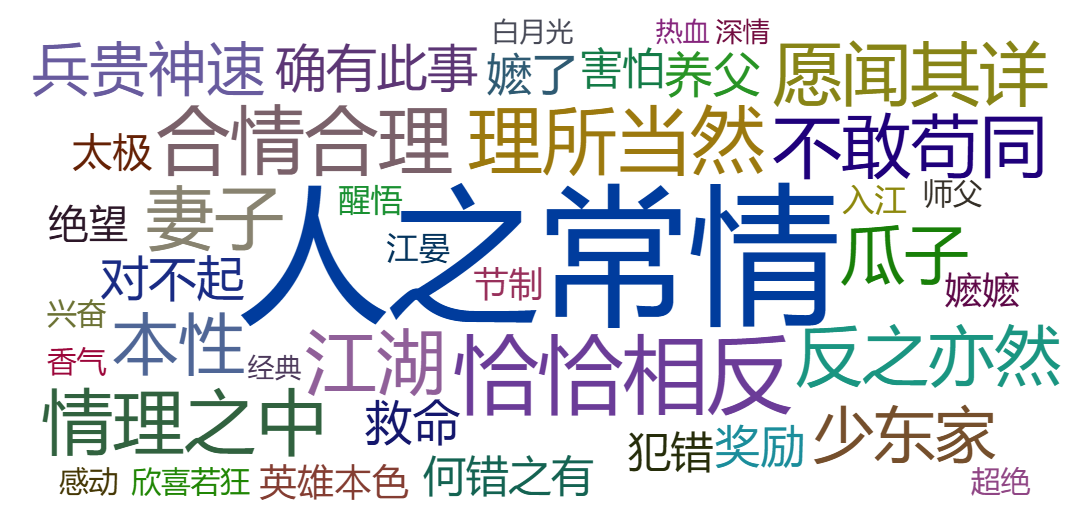 白月光 热血 深情
兵贵神速 确有此事 嬷了 害怕 养父 愿闻其详
太极 合情合理 理所当然 不敢苟同
绝望 妻子 醒悟 入江 师父
人之常情
江晏 瓜子
对不起 节制 嬷嬷
兴奋 本性 江湖 恰恰相反 反之亦然
香气 经典
情理之中 救命 犯错 奖励 少东家
感动 欣喜若狂 英雄本色 何错之有 超绝